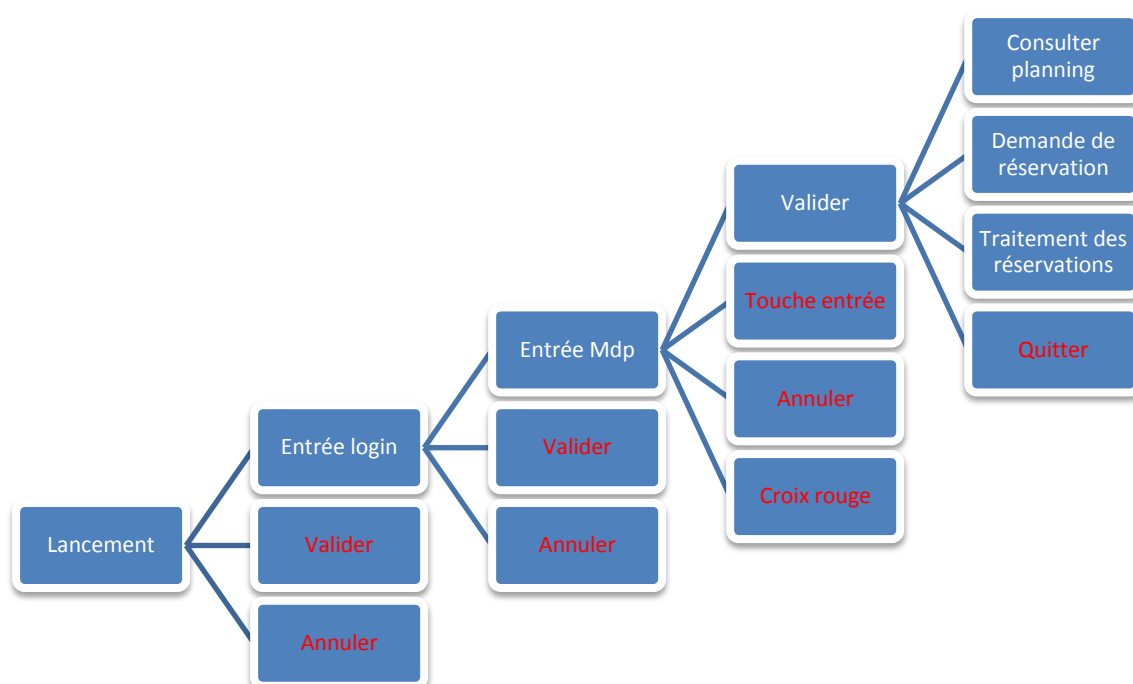 Lancement
Entrée login
Valider
Annuler
Entrée Mdp
Valider
Annuler
Valider
Touche entrée
Annuler
Croix rouge
Consulter
planning
Demande de
réservation
Traitement des
réservations
Quitter